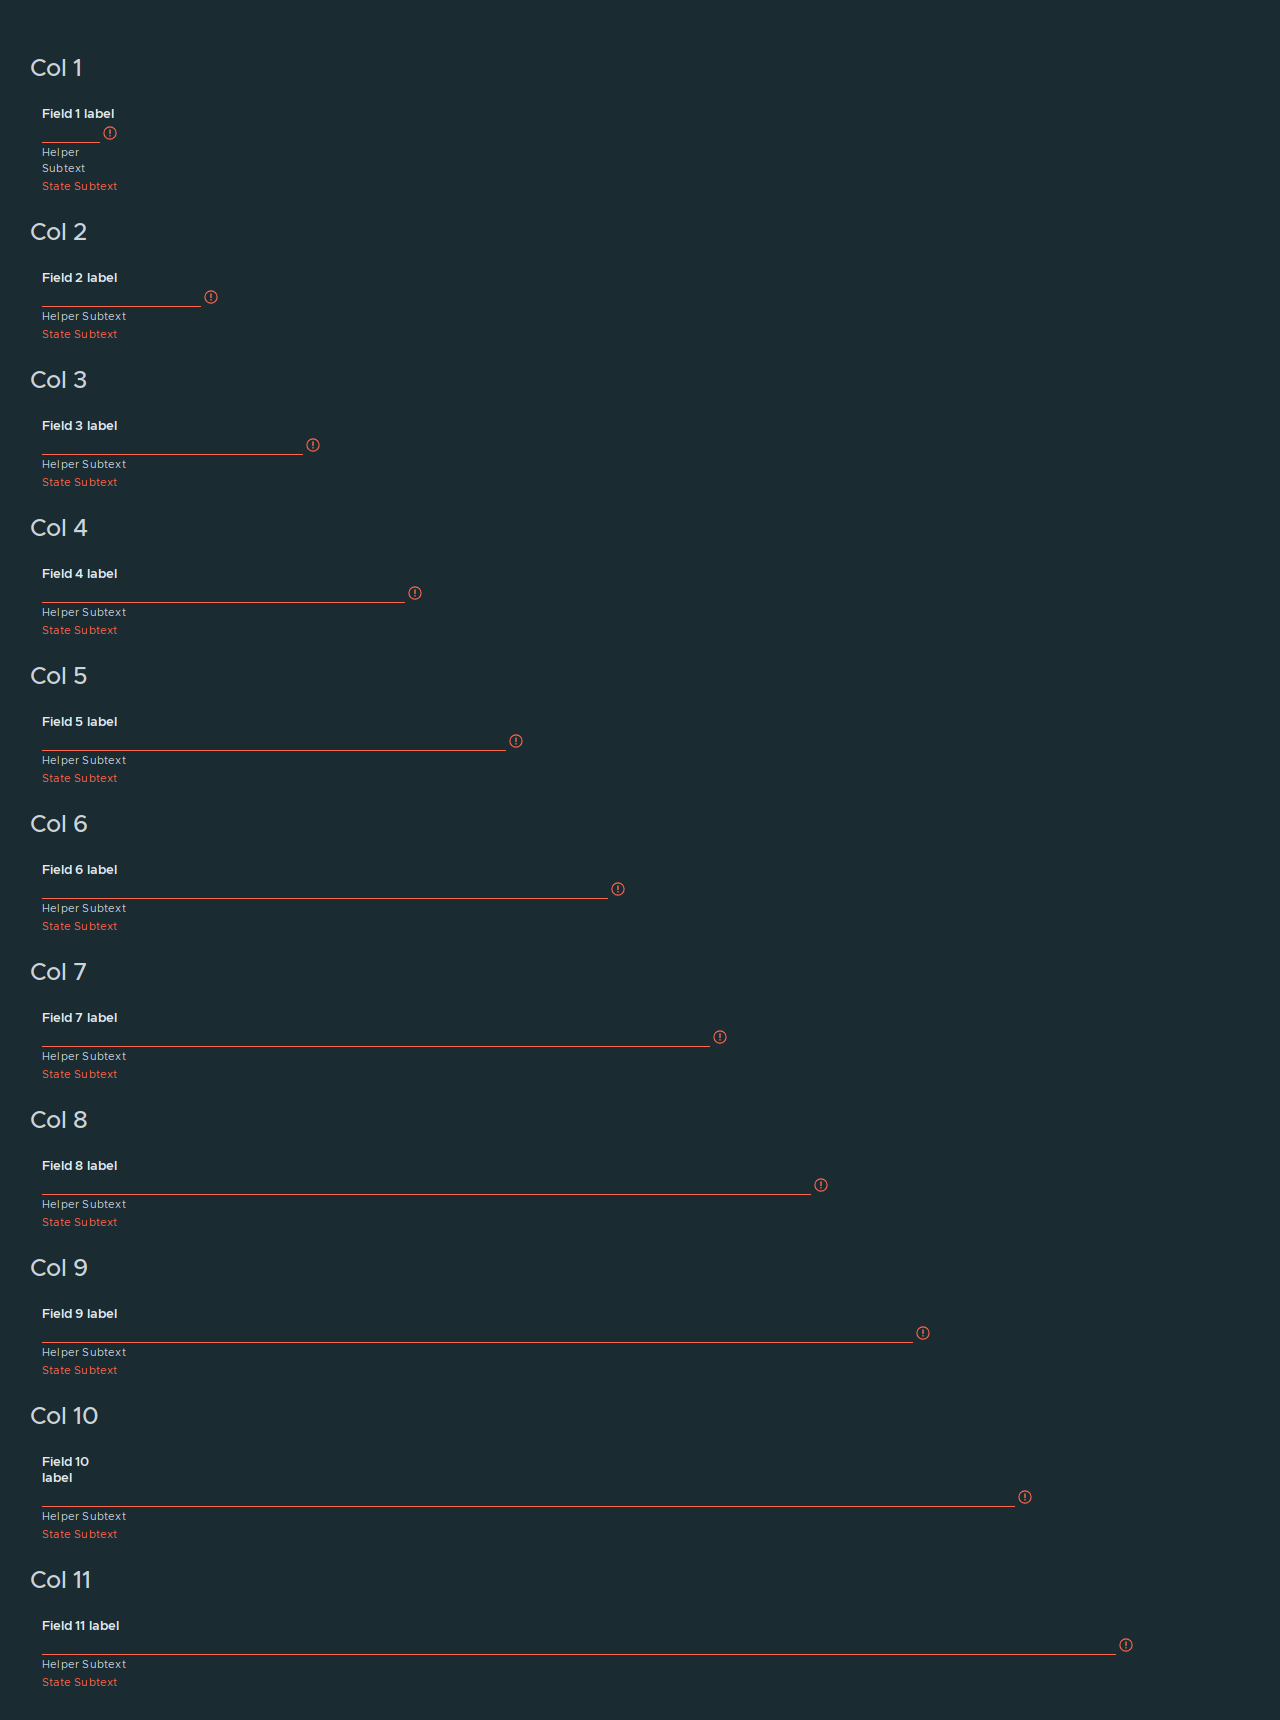 Col 1
Field 1 label
Helper
Subtext
State Subtext
Col 2
Field 2 label
Helper Subtext
State Subtext
Col 3
Field 3 label
Helper Subtext
State Subtext
Col 4
Field 4 label
Helper Subtext
State Subtext
Col 5
Field 5 label
Helper Subtext
State Subtext
Col 6
Field 6 label
Helper Subtext
State Subtext
Col 7
Field 7 label
Helper Subtext
State Subtext
Col 8
Field 8 label
Helper Subtext
State Subtext
Col 9
Field 9 label
Helper Subtext
State Subtext
Col 10
Field 10
label
Helper Subtext
State Subtext
Col 11
Field 11 label
Helper Subtext
State Subtext